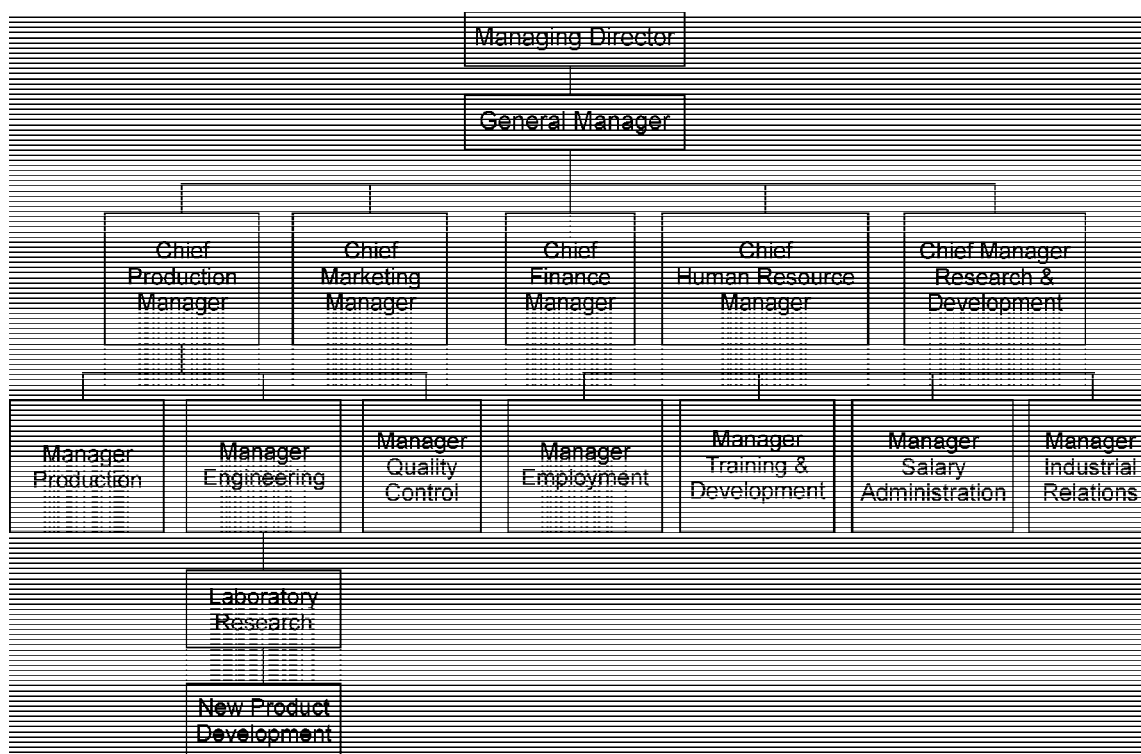 Managing Director
General Manager
Chief
Production
Manager
Chief
Marketing
Manager
Chief
Finance
Manager
Chief
Human Resource
Manager
Chief Manager
Research &
Development
Manager
Production
Manager
Engineering
Manager
Quality
Control
Manager
Employment
Manager
Training &
Development
Manager
Salary
Administration
Manager
Industrial
Relations
Laboratory
Research
New Product
Development